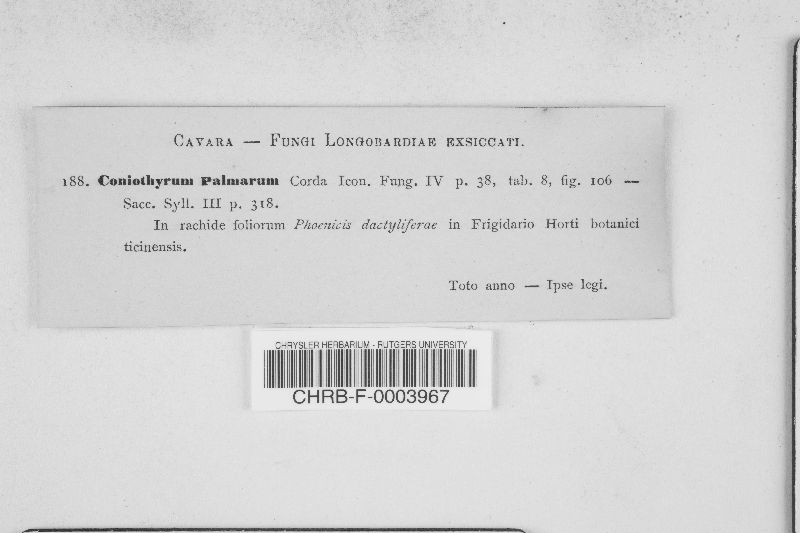 CAVARA — FUNGI LONGOBARDIAE EXSICCATI.
188. Coniothyrum Palmarum Corda Icon. Fung. IV p. 38, tab. 8, fig. 106 —
Sacc. Syll. III p. 318.
In rachide foliorum Phoenicis dactyliferae in Frigidario Horti botanici
ticinensis.
Toto anno — Ipse legi.
CHRYSLER HERBARIUM - RUTGERS UNIVERSITY
CHRB-F-0003967